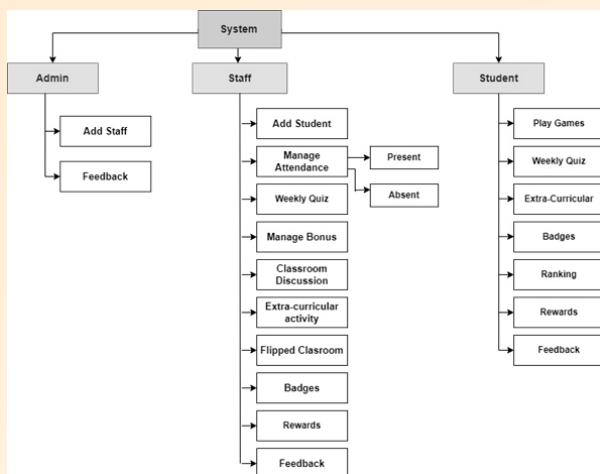 System
Admin
Add Staff
Feedback
Staff
Add Student
Manage
Attendance
Present
Absent
Weekly Quiz
Manage Bonus
Classroom
Discussion
Extra-curricular
activity
Flipped Clasroom
Badges
Rewards
Feedback
Student
Play Games
Weekly Quiz
Extra-Curricular
Badges
Ranking
Rewards
Feedback